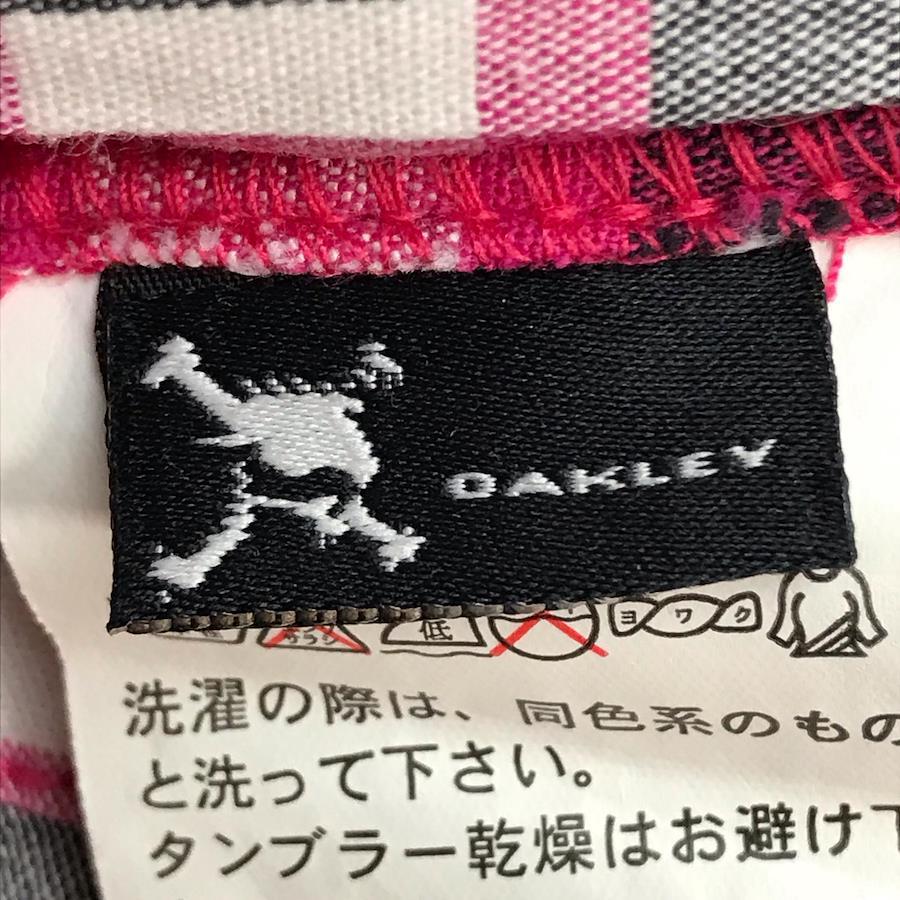 OAKLEY
低 ヨワク
洗濯の際は、同色系のもの
と洗って下さい。
タンブラー乾燥はお避け下